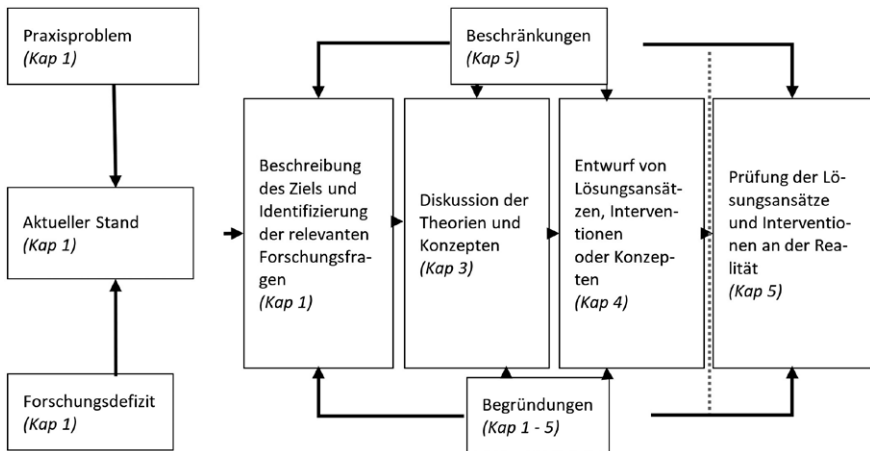 Praxisproblem
(Kap 1)
Aktueller Stand
(Kap 1)
Forschungsdefizit
(Kap 1)
Beschränkungen
(Kap 5)
Beschreibung
des Ziels und
Identifizierung
der relevanten
Forschungsfra-
gen
(Kap 1)
Diskussion der
Theorien und
Konzepten
(Kap 3)
Entwurf von
Lösungsansät-
zen, Interven-
tionen
oder Konzep-
ten
(Kap 4)
Prüfung der Lö-
sungsansätze
und Interventio-
nen an der Rea-
lität
(Kap 5)
Begründungen
(Kap 1 - 5)